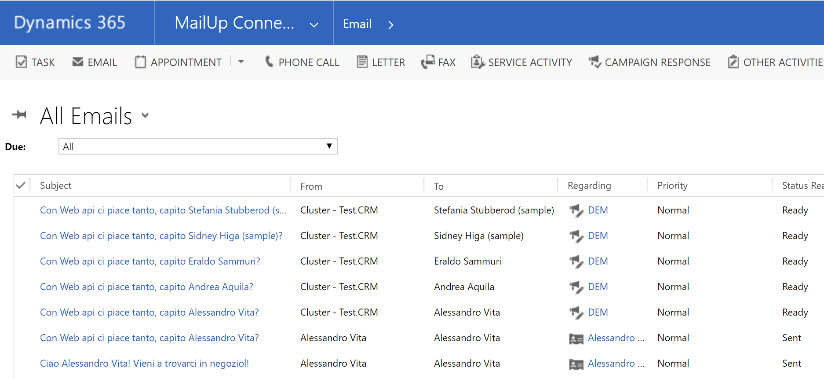 Dynamics 365 MailUp Conne... Email
TASK EMAIL APPOINTMENT PHONE CALL LETTER FAX SERVICE ACTIVITY CAMPAIGN RESPONSE OTHER ACTIVITIE
All Emails
Due: All
Subject From To Regarding Priority Status Rea
Con Web api ci piace tanto, capito Stefania Stubberod (s... Cluster - Test.CRM Stefania Stubberod (sample) DEM Normal Ready
Con Web api ci piace tanto, capito Sidney Higa (sample)? Cluster - Test.CRM Sidney Higa (sample) DEM Normal Ready
Con Web api ci piace tanto, capito Eraldo Sammuri? Cluster - Test.CRM Eraldo Sammuri DEM Normal Ready
Con Web api ci piace tanto, capito Andrea Aquila? Cluster - Test.CRM Andrea Aquila DEM Normal Ready
Con Web api ci piace tanto, capito Alessandro Vita? Cluster - Test.CRM Alessandro Vita DEM Normal Ready
Con Web api ci piace tanto, capito Alessandro Vita? Alessandro Vita Alessandro Vita Alessandro ... Normal Sent
Ciao Alessandro Vita! Vieni a trovarci in negozio!! Alessandro Vita Alessandro Vita Alessandro ... Normal Sent